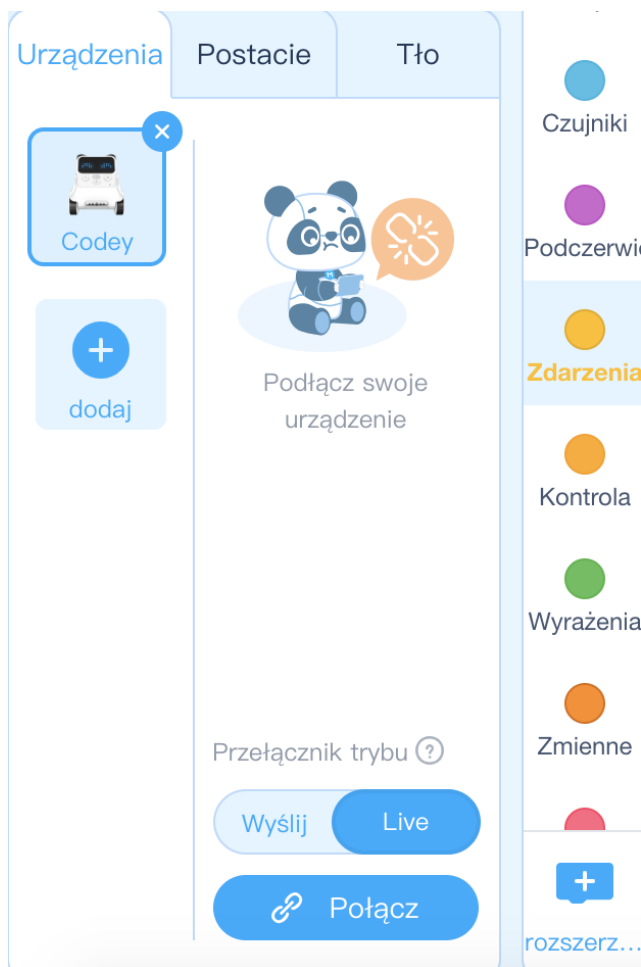 Urządzenia
Postacie
Tło
Codey
dodaj
Podłącz swoje
urządzenie
Przełącznik trybu ?
Wyślij
Live
Połącz
Czujniki
Podczerwi
Zdarzenia
Kontrola
Wyrażenia
Zmienne
rozszerz...